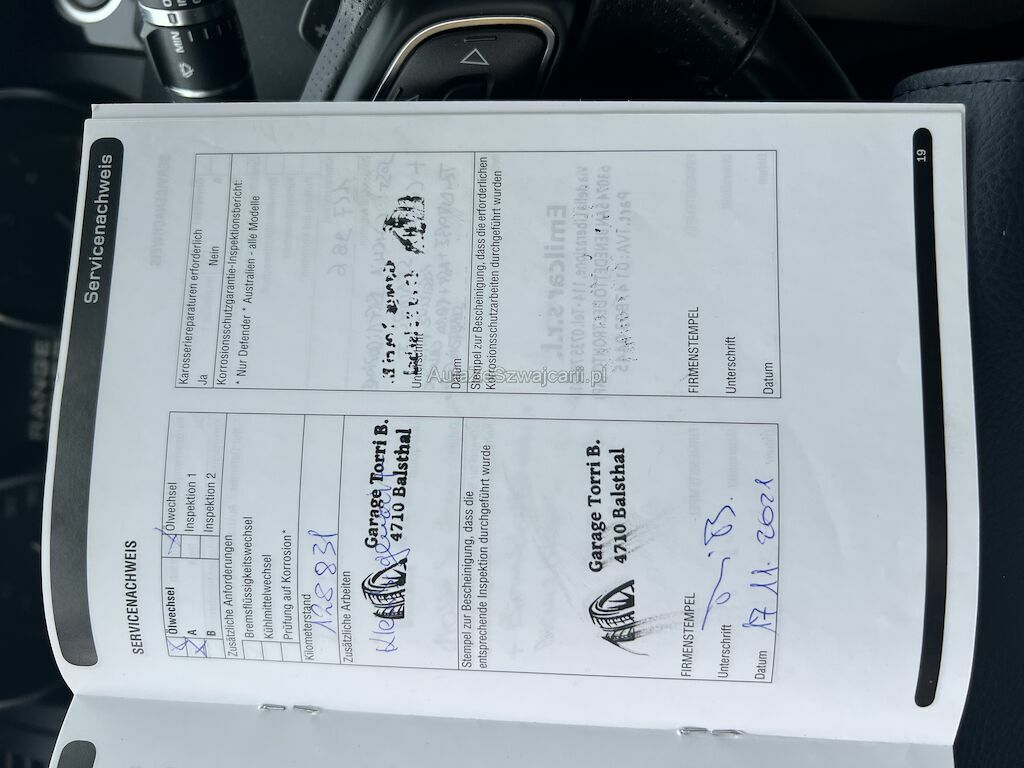 Servicenachweis
SERVICENACHWEIS
Ölwechsel
Ölwechsel
A
Inspektion 1
B
Inspektion 2
Zusätzliche Anforderungen
Bremsflüssigkeitswechsel
Kühlmittelwechsel
Prüfung auf Korrosion*
Kilometerstand
128831
Zusätzliche Arbeiten
Garage Torri B.
4710 Balsthal
Stempel zur Bescheinigung, dass die
entsprechende Inspektion durchgeführt wurde
Garage Torri B.
4710 Balsthal
FIRMENSTEMPEL
Unterschrift
Datum
17.11.2021
Karosseriereparaturen erforderlich
Ja
Nein
Korrosionsschutzgarantie-Inspektionsbericht:
* Nur Defender * Australien - alle Modelle
Unterschrift
Datum
Stempel zur Bescheinigung, dass die erforderlichen
Korrosionsschutzarbeiten durchgeführt wurden
FIRMENSTEMPEL
Unterschrift
Datum
19
MIN
RANGE